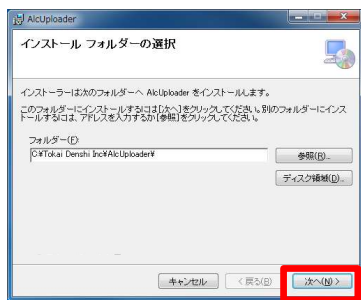 AlcUploader
インストール フォルダーの選択
インストーラーは次のフォルダーへ AlcUploader をインストールします。
このフォルダーにインストールするには[次へ]をクリックしてください。別のフォルダーにインス
トールするには、アドレスを入力するか[参照]をクリックしてください。
フォルダー(F):
C:¥Tokai Denshi Inc¥AlcUploader¥
参照(R)...
ディスク領域(D)...
キャンセル
< 戻る(B)
次へ(N) >